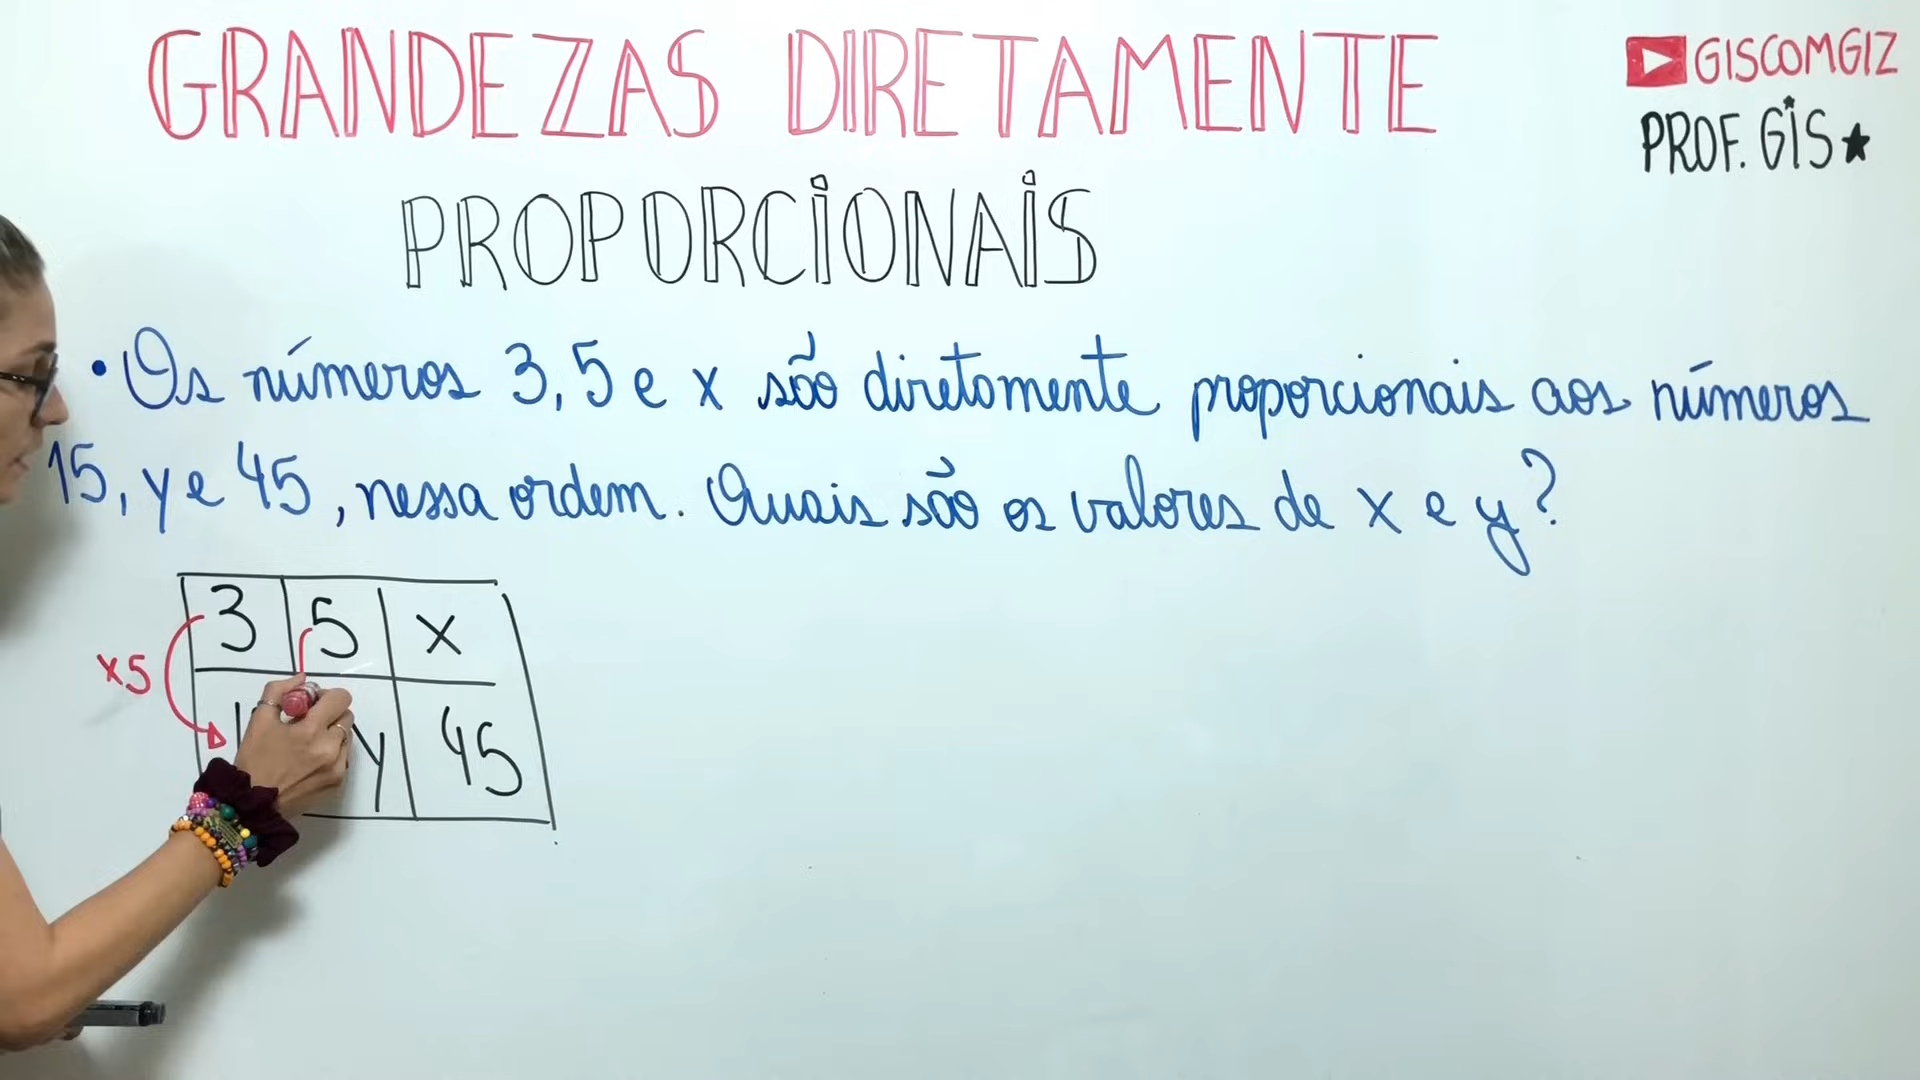 GRANDEZAS DIRETAMENTE
PROPORCIONAIS
GISCOMGIZ
PROF. GIS
• Os números 3, 5 e x são diretamente proporcionais aos números
15, y e 45, nessa ordem. Quais são os valores de x e y?
3 5 x
x5
y 45